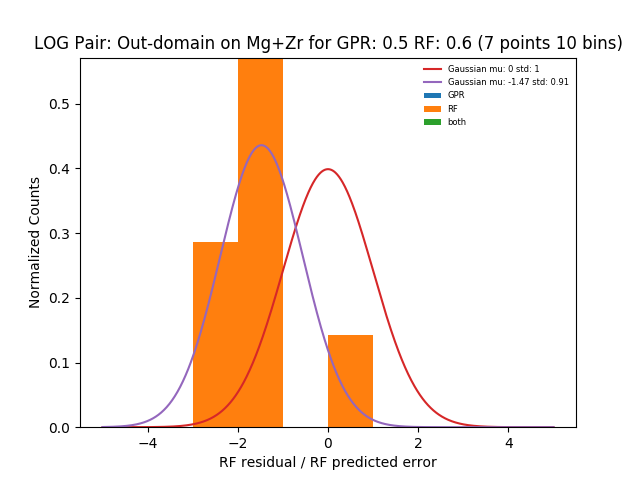 LOG Pair: Out-domain on Mg+Zr for GPR: 0.5 RF: 0.6 (7 points 10 bins)
Gaussian mu: 0 std: 1
Gaussian mu: -1.47 std: 0.91
GPR
RF
both
Normalized Counts
0.5
0.4
0.3
0.2
0.1
0.0
−4 −2 0 2 4
RF residual / RF predicted error